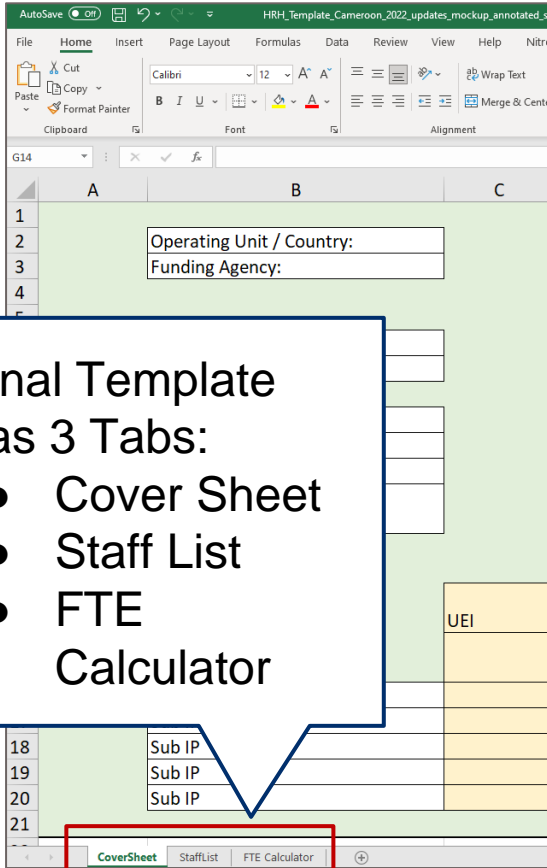 AutoSave Off HRH_Template_Cameroon_2022_updates_mockup_annotated_s
File Home Insert Page Layout Formulas Data Review View Help Nitr
Paste Cut Calibri 12 A^ A˅ ab Wrap Text
Copy
Format Painter B I U A Merge & Cente
Clipboard Font Alignment
G14 fx
A B C
1
2 Operating Unit / Country:
3 Funding Agency:
4
5
nal Template
as 3 Tabs:
● Cover Sheet
● Staff List
● FTE
Calculator
UEI
18 Sub IP
19 Sub IP
20 Sub IP
21
CoverSheet StaffList FTE Calculator